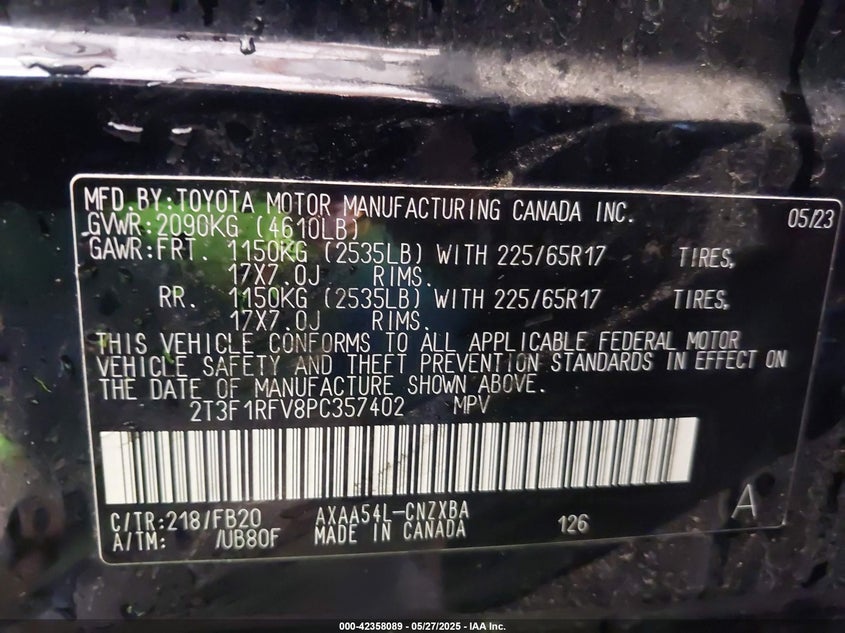 MFD.BY:TOYOTA MOTOR MANUFACTURING CANADA INC. 05/23
GVWR:2090KG (4610LB)
GAWR:FRT. 1150KG (2535LB) WITH 225/65R17 TIRES,
17X7.0J RIMS.
RR. 1150KG (2535LB) WITH 225/65R17 TIRES,
17X7.0J RIMS.
THIS VEHICLE CONFORMS TO ALL APPLICABLE FEDERAL MOTOR
VEHICLE SAFETY AND THEFT PREVENTION STANDARDS IN EFFECT ON
THE DATE OF MANUFACTURE SHOWN ABOVE.
2T3F1RFV8PC357402 MPV
C/TR:218/FB20 AXAA54L-CNZXBA 126 A
A/TM: /UB80F MADE IN CANADA
000-42358089 - 05/27/2025 - IAA Inc.